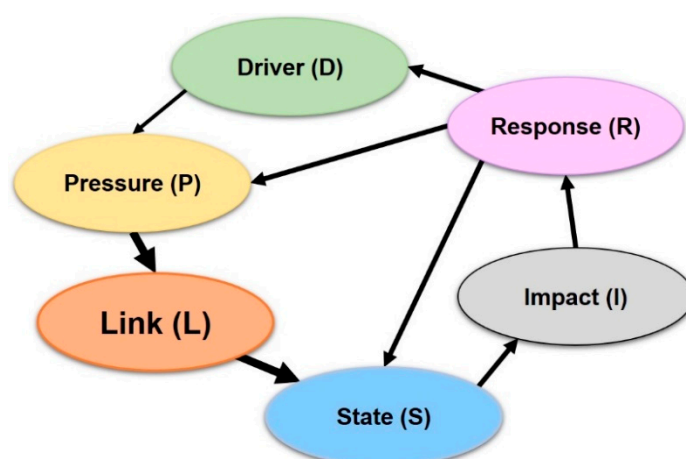 Driver (D)
Response (R)
Pressure (P)
Impact (I)
Link (L)
State (S)